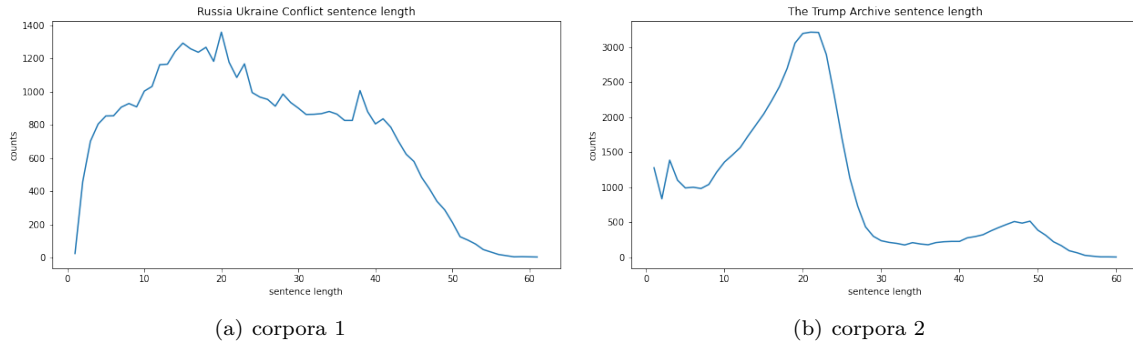 Russia Ukraine Conflict sentence length
1400
1200
1000
800
600
400
200
0
counts
0 10 20 30 40 50 60
sentence length
(a) corpora 1
The Trump Archive sentence length
3000
2500
2000
1500
1000
500
0
counts
0 10 20 30 40 50 60
sentence length
(b) corpora 2